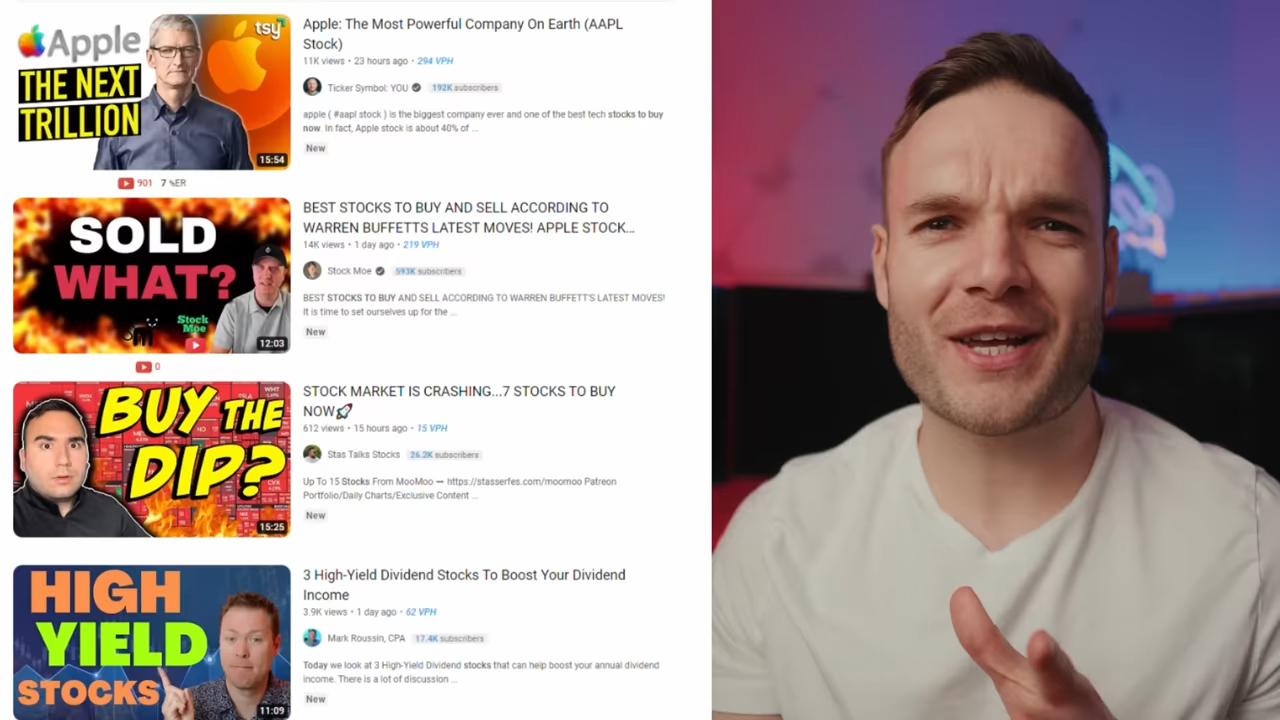 Apple
THE NEXT
TRILLION
tsy
15:54
Apple: The Most Powerful Company On Earth (AAPL
Stock)
11K views • 23 hours ago • 294 VPH
Ticker Symbol: YOU
192K subscribers
apple ( #aapl stock ) is the biggest company ever and one of the best tech stocks to buy
now. In fact, Apple stock is about 40% of ...
New
901 7 %ER
SOLD
WHAT?
Stock
Moe
12:03
BEST STOCKS TO BUY AND SELL ACCORDING TO
WARREN BUFFETTS LATEST MOVES! APPLE STOCK...
14K views • 1 day ago • 219 VPH
Stock Moe
593K subscribers
BEST STOCKS TO BUY AND SELL ACCORDING TO WARREN BUFFETT'S LATEST MOVES!
It is time to set ourselves up for the ...
New
0
BUY THE
DIP?
15:25
STOCK MARKET IS CRASHING...7 STOCKS TO BUY
NOW🚀
612 views • 15 hours ago • 15 VPH
Stas Talks Stocks
26.2K subscribers
Up To 15 Stocks From MooMoo — https://stasserfes.com/moomoo Patreon
Portfolio/Daily Charts/Exclusive Content ...
New
HIGH
YIELD
STOCKS
11:09
3 High-Yield Dividend Stocks To Boost Your Dividend
Income
3.9K views • 1 day ago • 62 VPH
Mark Roussin, CPA
17.4K subscribers
Today we look at 3 High-Yield Dividend stocks that can help boost your annual dividend
income. There is a lot of discussion ...
New